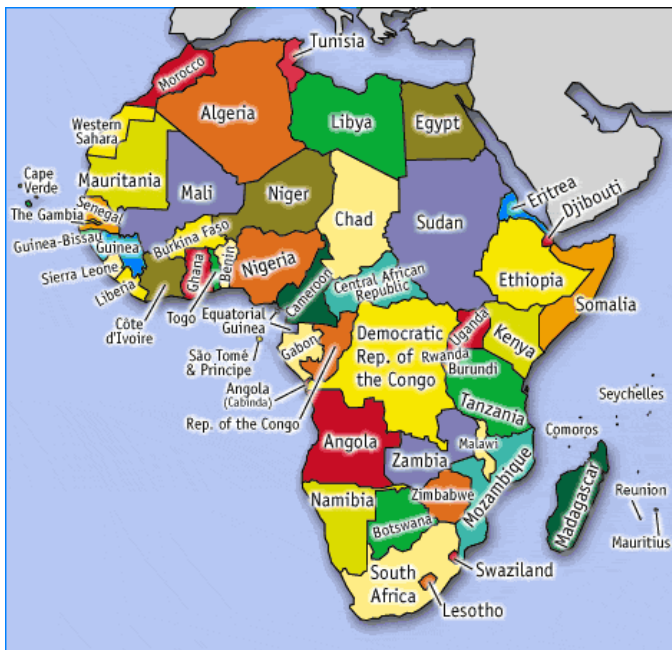 Tunisia
Morocco
Algeria
Libya
Egypt
Western
Sahara
Mauritania
Mali
Niger
Chad
Sudan
Eritrea
Djibouti
Cape
Verde
Senegal
The Gambia
Guinea-Bissau
Guinea
Sierra Leone
Liberia
Côte
d'Ivoire
Burkina Faso
Ghana
Togo
Benin
Nigeria
Cameroon
Central African
Republic
Ethiopia
Somalia
Equatorial
Guinea
São Tomé
& Principe
Gabon
Rep. of the Congo
Angola
(Cabinda)
Democratic
Rep. of
the Congo
Uganda
Rwanda
Burundi
Kenya
Tanzania
Seychelles
Comoros
Angola
Zambia
Malawi
Mozambique
Madagascar
Reunion
Mauritius
Namibia
Botswana
Zimbabwe
South
Africa
Swaziland
Lesotho